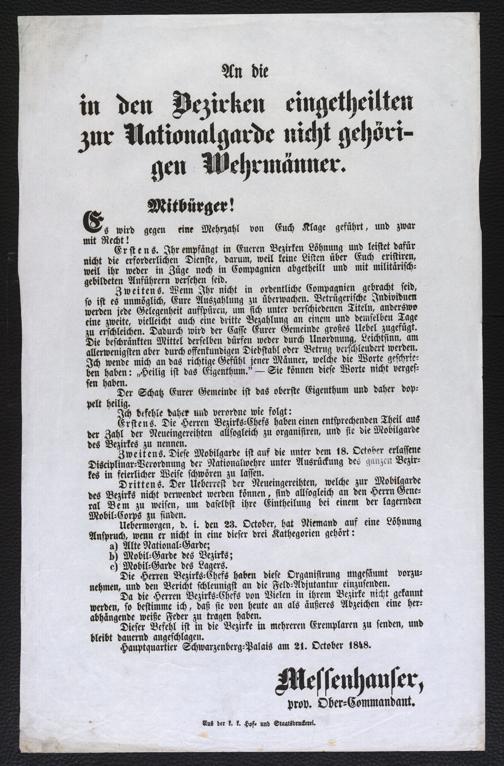 An die
in den Bezirken eingetheilten
zur Nationalgarde nicht gehöri-
gen Wehrmänner.
Mitbürger!
Es wird gegen eine Mehrzahl von Euch Klage geführt, und zwar
mit Recht!
Erstens. Ihr empfängt in Eueren Bezirken Löhnung und leistet dafür
nicht die erforderlichen Dienste, darum, weil keine Listen über Euch existiren,
weil ihr weder in Züge noch in Compagnien abgetheilt und mit militärisch-
gebildeten Anführern versehen seid.
Zweitens. Wenn Ihr nicht in ordentliche Compagnien gebracht seid,
so ist es unmöglich, Eure Auszahlung zu überwachen. Betrügerische Individuen
werden jede Gelegenheit aufspüren, um sich unter verschiedenen Titeln, anderswo
eine zweite, vielleicht auch eine dritte Bezahlung an einem und demselben Tage
zu erschleichen. Dadurch wird der Casse Eurer Gemeinde großes Uebel zugefügt.
Die beschränkten Mittel derselben dürfen weder durch Unordnung, Leichtsinn, am
allerwenigsten aber durch offenkundigen Diebstahl oder Betrug verschleudert werden.
Ich wende mich an das richtige Gefühl jener Männer, welche die Worte geschrie-
ben haben: „Heilig ist das Eigenthum.” — Sie können diese Worte nicht verges-
sen haben.
Der Schatz Eurer Gemeinde ist das oberste Eigenthum und daher dop-
pelt heilig.
Ich befehle daher und verordne wie folgt:
Erstens. Die Herren Bezirks-Chefs haben einen entsprechenden Theil aus
der Zahl der Neueingereihten allsogleich zu organisiren, und sie die Mobilgarde
des Bezirkes zu nennen.
Zweitens. Diese Mobilgarde ist auf die unter dem 18. October erlassene
Disciplinar-Verordnung der Nationalwehre unter Ausrückung des ganzen Bezir-
kes in feierlicher Weise schwören zu lassen.
Drittens. Der Ueberrest der Neueingereihten, welche zur Mobilgarde
des Bezirks nicht verwendet werden können, sind allsogleich an den Herrn Gene-
ral Bem zu weisen, um daselbst ihre Eintheilung bei einem der lagernden
Mobil-Corps zu finden.
Uebermorgen, d. i. den 23. October, hat Niemand auf eine Löhnung
Anspruch, wenn er nicht in eine dieser drei Kathegorien gehört:
a) Alte National-Garde;
b) Mobil-Garde des Bezirks;
c) Mobil-Garde des Lagers.
Die Herren Bezirks-Chefs haben diese Organisirung ungesäumt vorzu-
nehmen, und den Bericht schleunigst an die Feld-Adjutantur einzusenden.
Da die Herren Bezirks-Chefs von Vielen in ihrem Bezirke nicht gekannt
werden, so bestimme ich, daß sie von heute an als äußeres Abzeichen eine her-
abhängende weiße Feder zu tragen haben.
Dieser Befehl ist in die Bezirke in mehreren Exemplaren zu senden, und
bleibt dauernd angeschlagen.
Hauptquartier Schwarzenberg-Palais am 21. October 1848.
Messenhauser,
prov. Ober-Commandant.
Aus der k. k. Hof- und Staatsdruckerei.